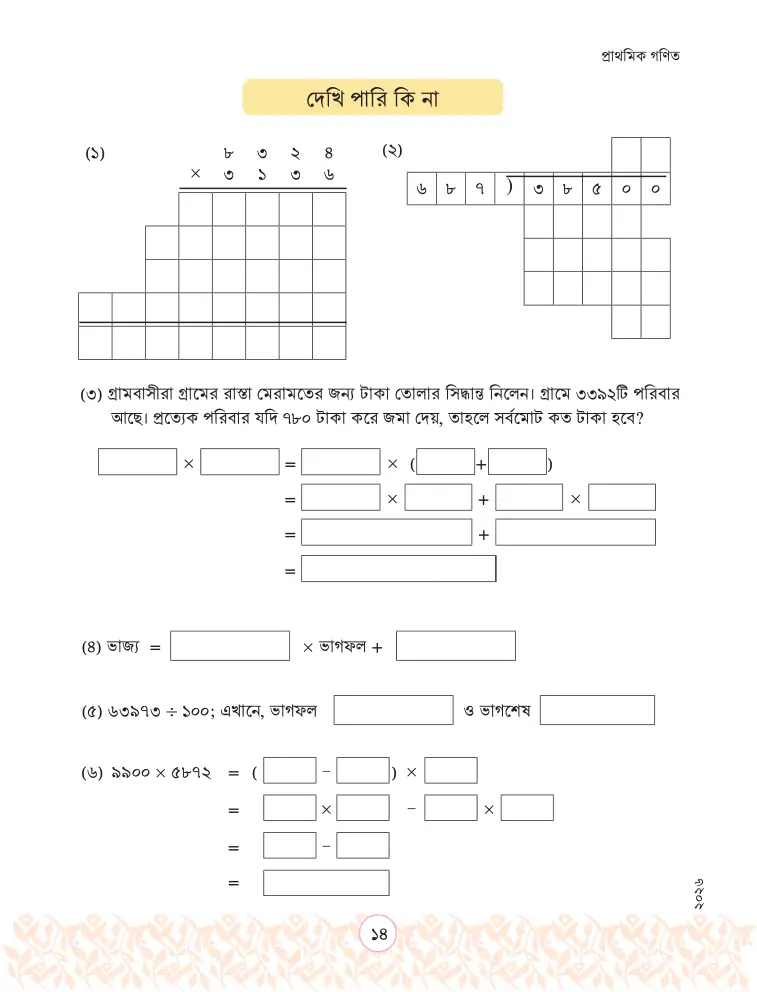 প্রাথমিক গণিত
দেখি পারি কি না
(১) ৮ ৩ ২ ৪
× ৩ ১ ৩ ৬
(২)
৬ ৮ ৭ ) ৩ ৮ ৫ ০ ০
(৩) গ্রামবাসীরা গ্রামের রাস্তা মেরামতের জন্য টাকা তোলার সিদ্ধান্ত নিলেন। গ্রামে ৩৩৯২টি পরিবার
আছে। প্রত্যেক পরিবার যদি ৭৮০ টাকা করে জমা দেয়, তাহলে সর্বমোট কত টাকা হবে?
× = × ( + )
= × + ×
= +
=
(৪) ভাজ্য = × ভাগফল +
(৫) ৬৩৯৭৩ ÷ ১০০; এখানে, ভাগফল ও ভাগশেষ
(৬) ৯৯০০ × ৫৮৭২ = ( − ) ×
= × − ×
= −
=
২০২৬
১৪